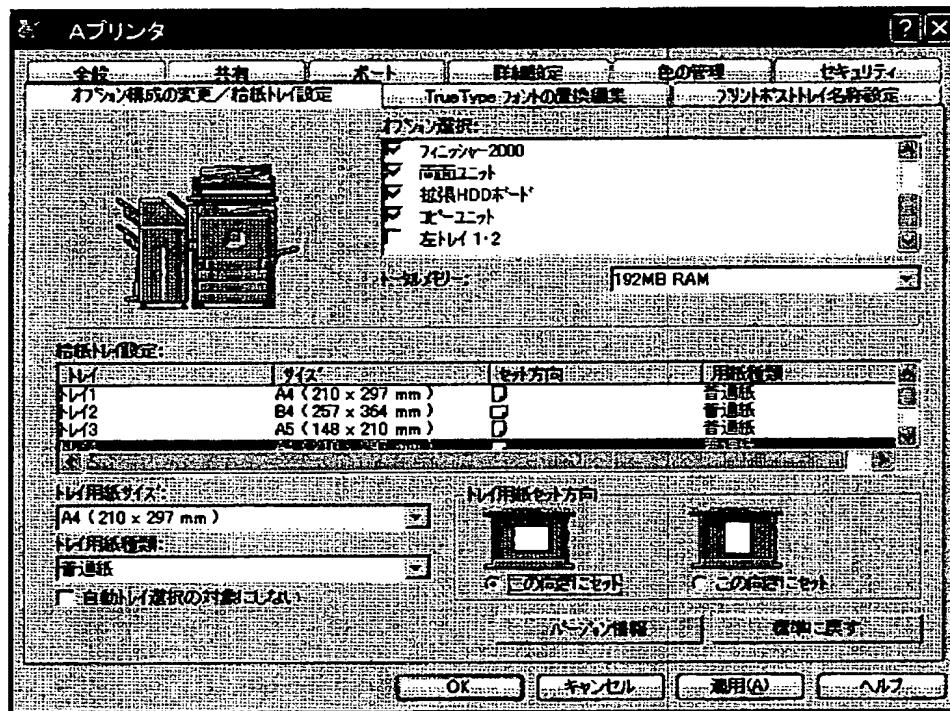 Aプリンタ
全般 共有 ポート 詳細設定 色の管理 セキュリティ
オプション構成の変更／給紙トレイ設定 TrueType フォントの置換編集 プリントポストトレイ名称設定
オプション選択:
フィニッシャー2000
両面ユニット
拡張HDDボード
コピーユニット
左トレイ 1・2
トータルメモリー: 192MB RAM
給紙トレイ設定:
トレイ サイズ セット方向 用紙種類
トレイ1 A4 ( 210 x 297 mm ) 普通紙
トレイ2 B4 ( 257 x 364 mm ) 普通紙
トレイ3 A5 ( 148 x 210 mm ) 普通紙
トレイ用紙サイズ: トレイ用紙セット方向
A4 ( 210 x 297 mm )
トレイ用紙種類:
普通紙
この向きにセット この向きにセット
自動トレイ選択の対象にしない
バージョン情報 標準に戻す
OK キャンセル 適用(A) ヘルプ